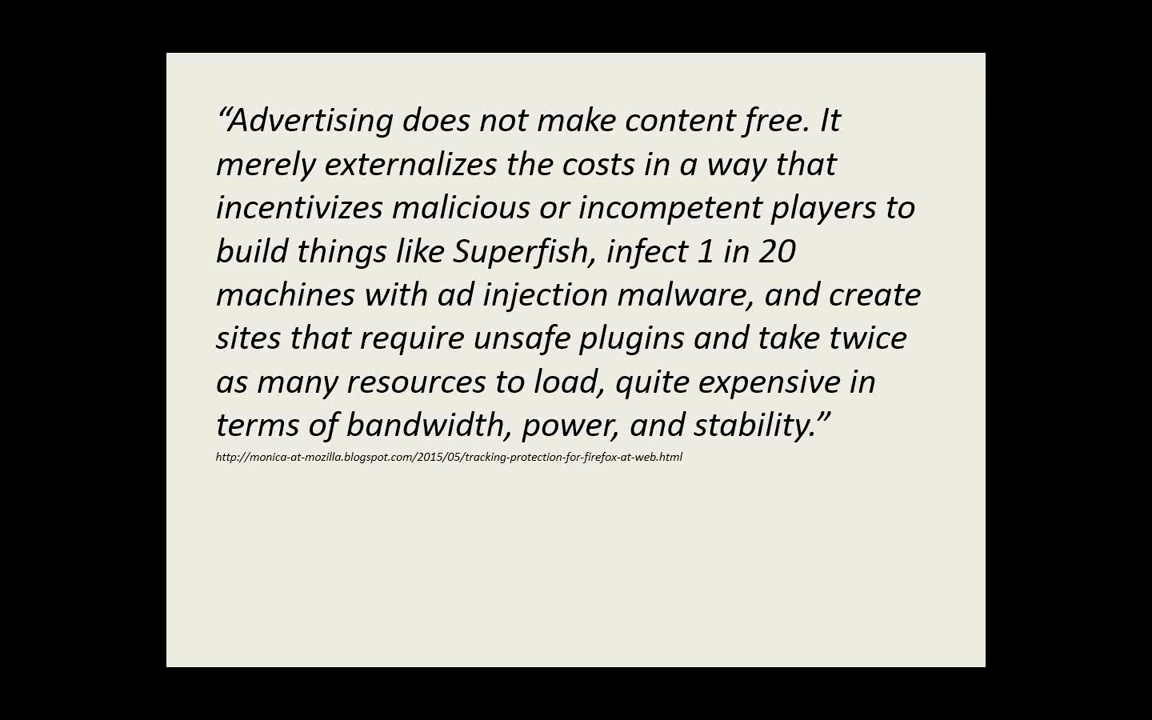 “Advertising does not make content free. It
merely externalizes the costs in a way that
incentivizes malicious or incompetent players to
build things like Superfish, infect 1 in 20
machines with ad injection malware, and create
sites that require unsafe plugins and take twice
as many resources to load, quite expensive in
terms of bandwidth, power, and stability.”
http://monica-at-mozilla.blogspot.com/2015/05/tracking-protection-for-firefox-at-web.html